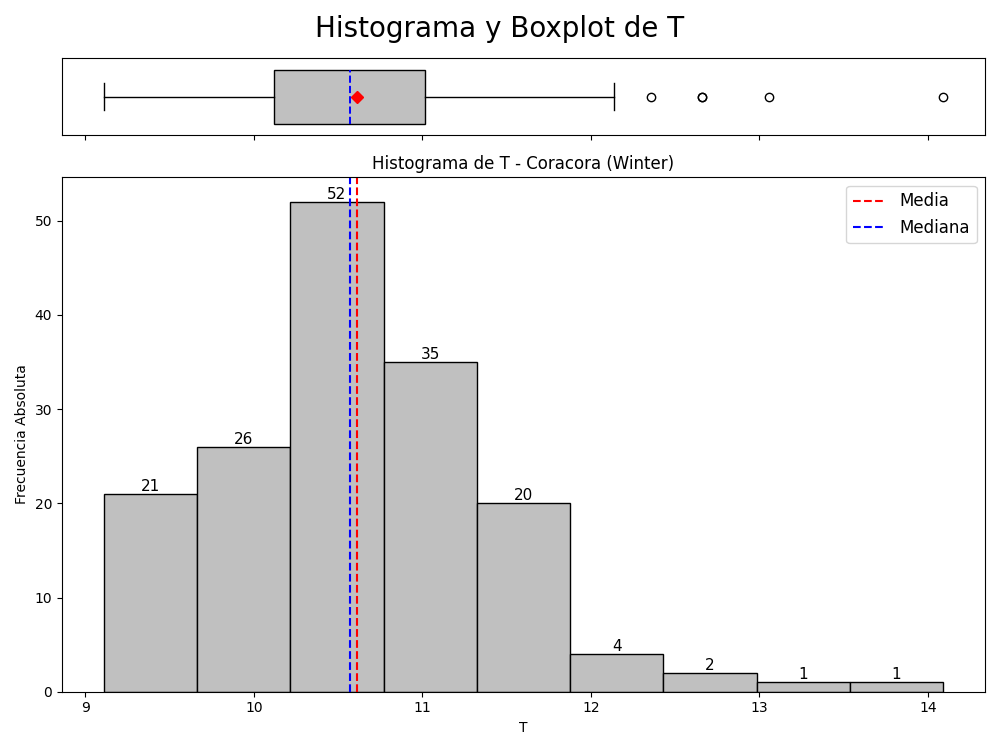 Histograma y Boxplot de T
Histograma de T - Coracora (Winter)
Media
Mediana
Frecuencia Absoluta
50
40
30
20
10
0
52
35
26
21
20
4
2
1
1
9 10 11 12 13 14
T